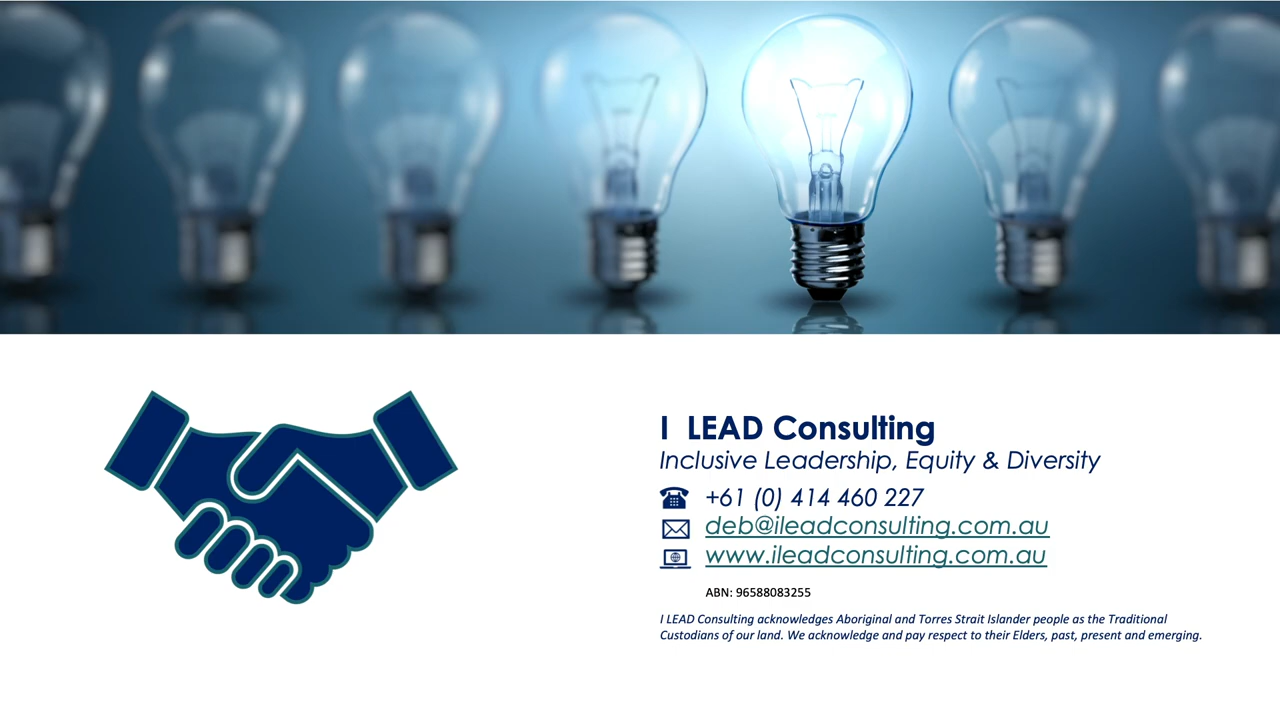 I  LEAD Consulting
Inclusive Leadership, Equity & Diversity
+61 (0) 414 460 227
deb@ileadconsulting.com.au
www.ileadconsulting.com.au
ABN: 96588083255
I LEAD Consulting acknowledges Aboriginal and Torres Strait Islander people as the Traditional
Custodians of our land. We acknowledge and pay respect to their Elders, past, present and emerging.